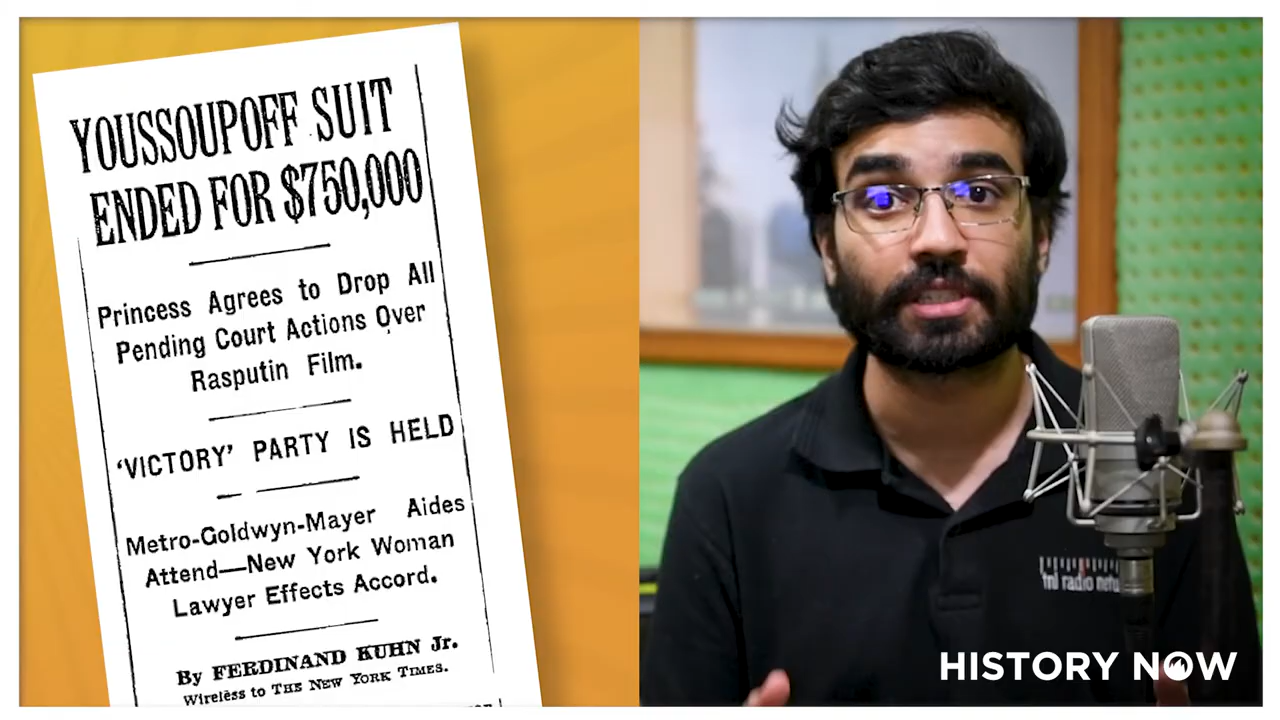 YOUSSOUPOFF SUIT
ENDED FOR $750,000
Princess Agrees to Drop All
Pending Court Actions Over
Rasputin Film.
'VICTORY' PARTY IS HELD
Metro-Goldwyn-Mayer Aides
Attend—New York Woman
Lawyer Effects Accord.
By FERDINAND KUHN Jr.
Wireless to THE NEW YORK TIMES.
radio
HISTORY NOW